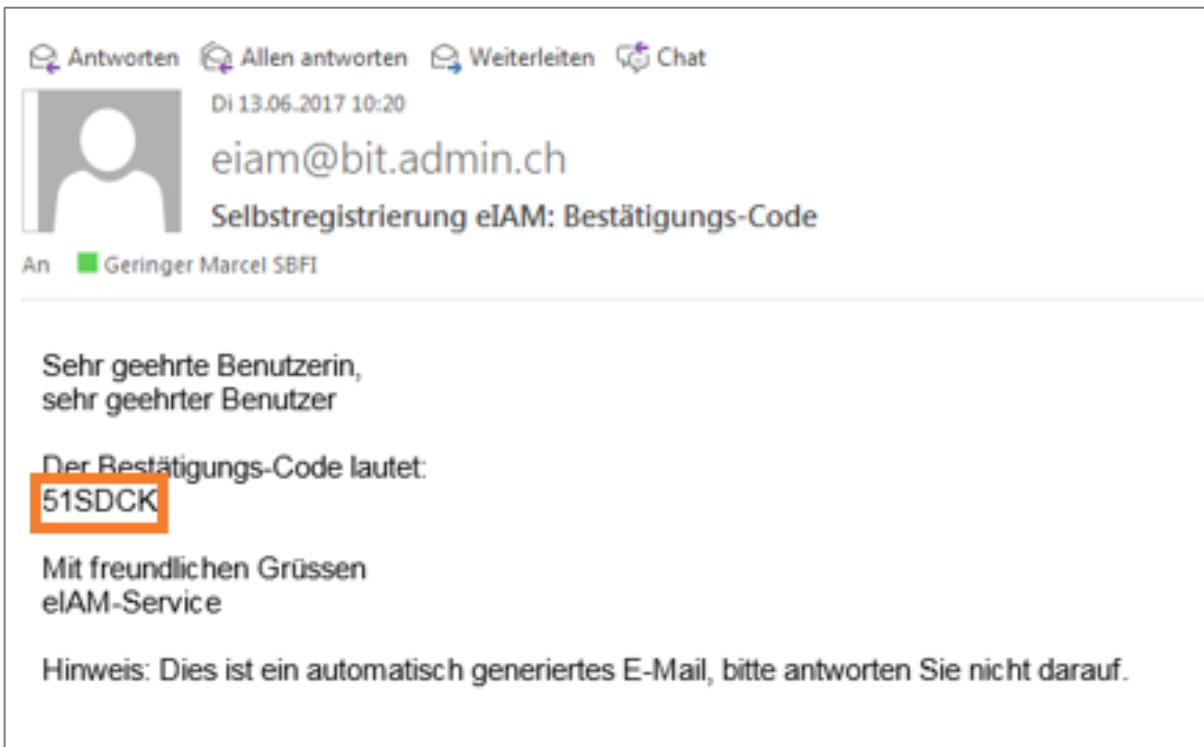 Antworten Allen antworten Weiterleiten Chat
Di 13.06.2017 10:20
eiam@bit.admin.ch
Selbstregistrierung eIAM: Bestätigungs-Code
An Geringer Marcel SBFI
Sehr geehrte Benutzerin,
sehr geehrter Benutzer
Der Bestätigungs-Code lautet:
51SDCK
Mit freundlichen Grüssen
eIAM-Service
Hinweis: Dies ist ein automatisch generiertes E-Mail, bitte antworten Sie nicht darauf.